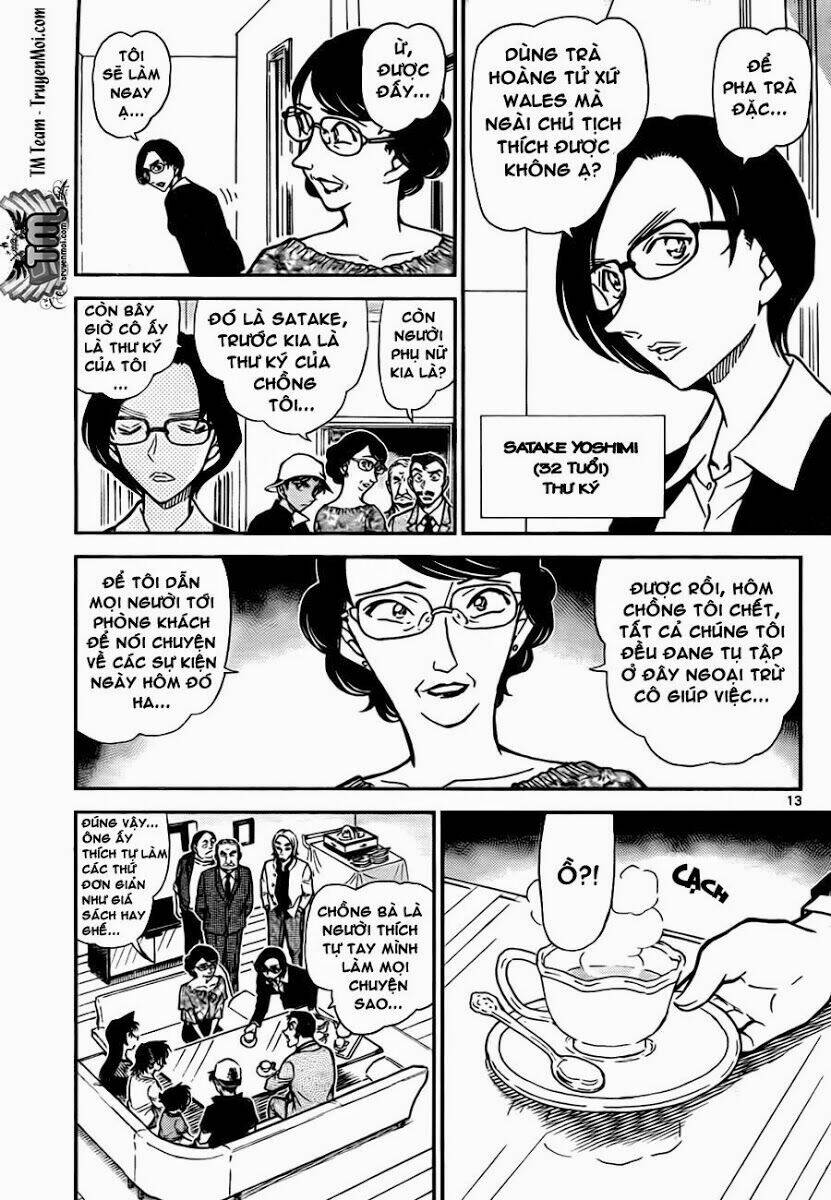 ĐỂ
PHA TRÀ
ĐẶC...
DÙNG TRÀ
HOÀNG TỬ XỨ
WALES MÀ
NGÀI CHỦ TỊCH
THÍCH ĐƯỢC
KHÔNG Ạ?
SATAKE YOSHIMI
(32 TUỔI)
THƯ KÝ
Ừ,
ĐƯỢC
ĐẤY...
TÔI
SẼ LÀM
NGAY
Ạ...
TM Team - TruyenMoi.com
TM
truyenmoi.com
CÒN
NGƯỜI
PHỤ NỮ
KIA LÀ?
ĐÓ LÀ SATAKE,
TRƯỚC KIA LÀ
THƯ KÝ CỦA
CHỒNG
TÔI...
CÒN BÂY
GIỜ CÔ ẤY
LÀ THƯ KÝ
CỦA TÔI
...
ĐƯỢC RỒI, HÔM
CHỒNG TÔI CHẾT,
TẤT CẢ CHÚNG TÔI
ĐỀU ĐANG TỤ TẬP
Ở ĐÂY NGOẠI TRỪ
CÔ GIÚP VIỆC...
ĐỂ TÔI DẪN
MỌI NGƯỜI TỚI
PHÒNG KHÁCH
ĐỂ NÓI CHUYỆN
VỀ CÁC SỰ KIỆN
NGÀY HÔM ĐÓ
HA...
13
Ồ?!
CẠCH
CHỒNG BÀ LÀ
NGƯỜI THÍCH
TỰ TAY MÌNH
LÀM MỌI
CHUYỆN
SAO...
ĐÚNG VẬY...
ÔNG ẤY
THÍCH TỰ LÀM
CÁC THỨ
ĐƠN GIẢN
NHƯ GIÁ
SÁCH HAY
GHẾ...